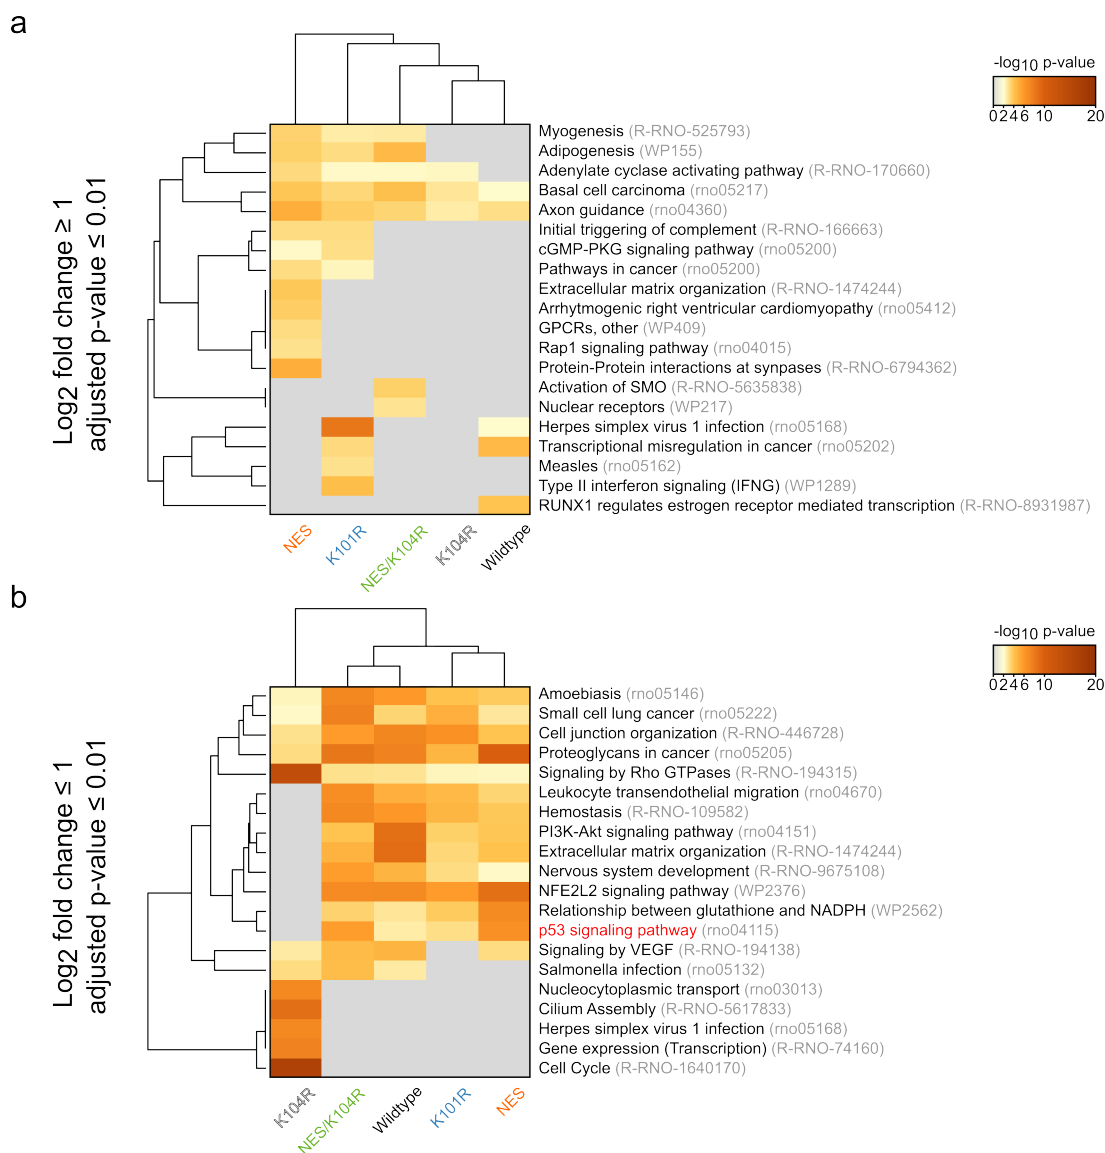 a
-log10 p-value
0 2 4 6 10 20
Log2 fold change ≥ 1
adjusted p-value ≤ 0.01
Myogenesis (R-RNO-525793)
Adipogenesis (WP155)
Adenylate cyclase activating pathway (R-RNO-170660)
Basal cell carcinoma (rno05217)
Axon guidance (rno04360)
Initial triggering of complement (R-RNO-166663)
cGMP-PKG signaling pathway (rno05200)
Pathways in cancer (rno05200)
Extracellular matrix organization (R-RNO-1474244)
Arrhytmogenic right ventricular cardiomyopathy (rno05412)
GPCRs, other (WP409)
Rap1 signaling pathway (rno04015)
Protein-Protein interactions at synpases (R-RNO-6794362)
Activation of SMO (R-RNO-5635838)
Nuclear receptors (WP217)
Herpes simplex virus 1 infection (rno05168)
Transcriptional misregulation in cancer (rno05202)
Measles (rno05162)
Type II interferon signaling (IFNG) (WP1289)
RUNX1 regulates estrogen receptor mediated transcription (R-RNO-8931987)
NES K101R NES/K104R K104R Wildtype
b
-log10 p-value
0 2 4 6 10 20
Log2 fold change ≤ 1
adjusted p-value ≤ 0.01
Amoebiasis (rno05146)
Small cell lung cancer (rno05222)
Cell junction organization (R-RNO-446728)
Proteoglycans in cancer (rno05205)
Signaling by Rho GTPases (R-RNO-194315)
Leukocyte transendothelial migration (rno04670)
Hemostasis (R-RNO-109582)
PI3K-Akt signaling pathway (rno04151)
Extracellular matrix organization (R-RNO-1474244)
Nervous system development (R-RNO-9675108)
NFE2L2 signaling pathway (WP2376)
Relationship between glutathione and NADPH (WP2562)
p53 signaling pathway (rno04115)
Signaling by VEGF (R-RNO-194138)
Salmonella infection (rno05132)
Nucleocytoplasmic transport (rno03013)
Cilium Assembly (R-RNO-5617833)
Herpes simplex virus 1 infection (rno05168)
Gene expression (Transcription) (R-RNO-74160)
Cell Cycle (R-RNO-1640170)
K104R NES/K104R Wildtype K101R NES